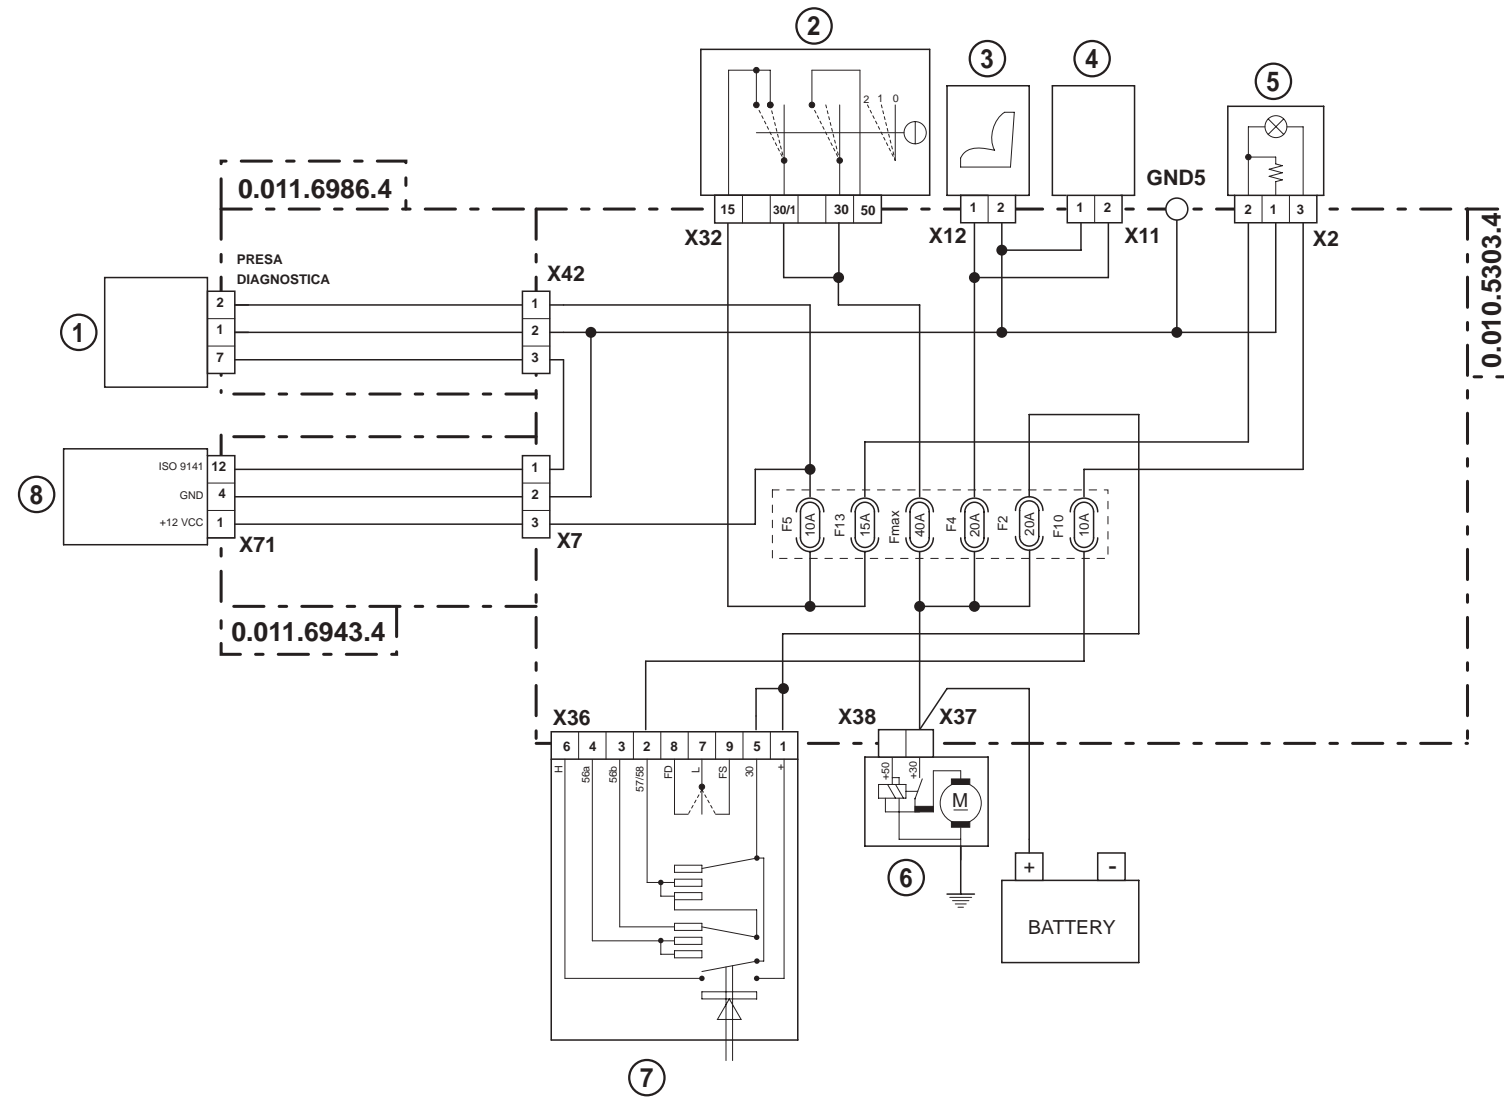 2
3
4
5
2 1 0
GND5
0.011.6986.4
15 30/1 30 50
X32
1 2
X12
1 2
X11
2 1 3
X2
0.010.5303.4
PRESA
DIAGNOSTICA
X42
1
2
1
7
1
2
3
8
ISO 9141
GND
+12 VCC
12
4
1
X71
1
2
3
X7
F5
10A
F13
15A
Fmax
40A
F4
20A
F2
20A
F10
10A
0.011.6943.4
X36
6 4 3 2 8 7 9 5 1
H
56a
56b
57/58
FD
L
FS
30
+
7
X38
X37
+50
+30
M
6
+ -
BATTERY